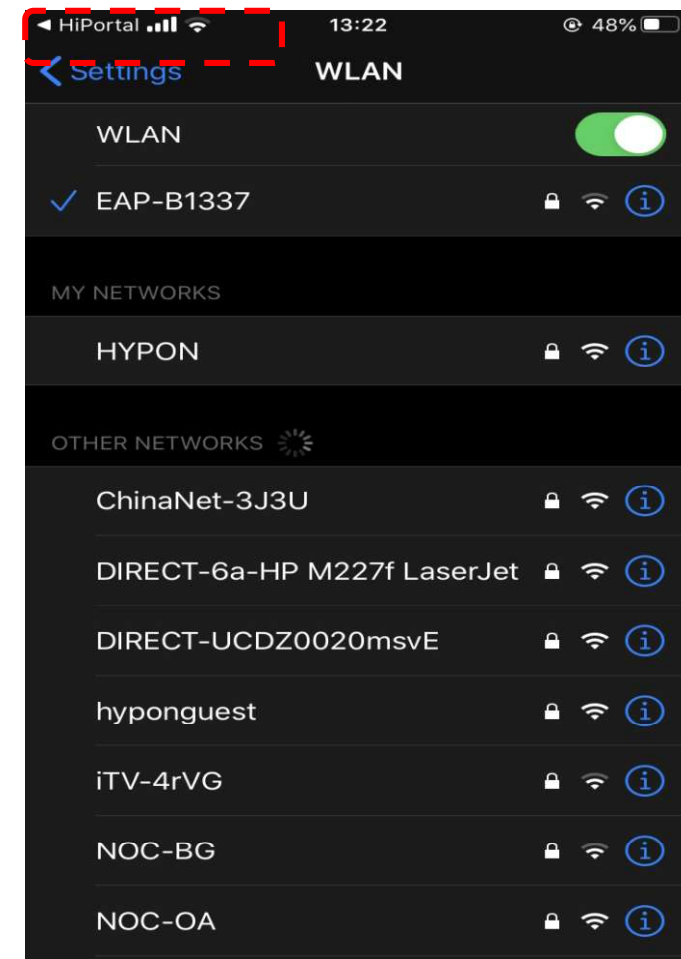 ◄ HiPortal 13:22 48%
Settings WLAN
WLAN
EAP-B1337
MY NETWORKS
HYPON
OTHER NETWORKS
ChinaNet-3J3U
DIRECT-6a-HP M227f LaserJet
DIRECT-UCDZ0020msvE
hyponguest
iTV-4rVG
NOC-BG
NOC-OA